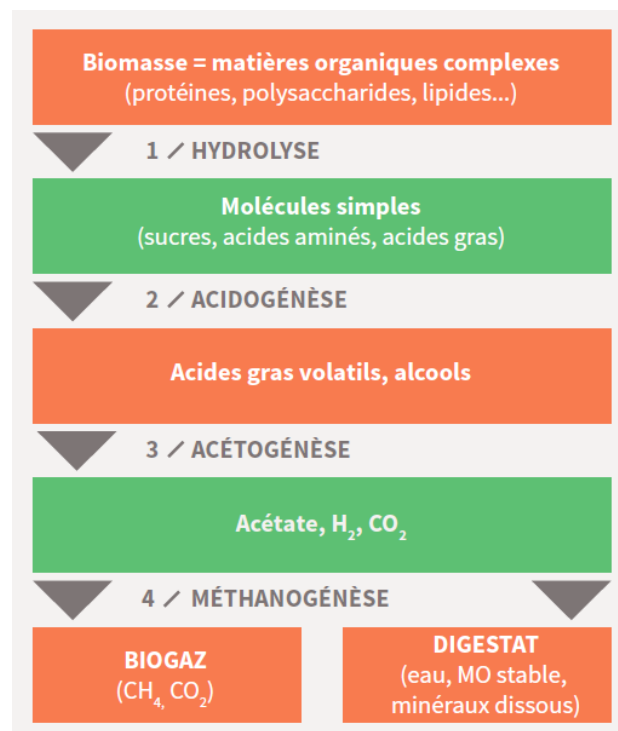 Biomasse = matières organiques complexes
(protéines, polysaccharides, lipides...)
1 / HYDROLYSE
Molécules simples
(sucres, acides aminés, acides gras)
2 / ACIDOGÉNÈSE
Acides gras volatils, alcools
3 / ACÉTOGÉNÈSE
Acétate, H₂, CO₂
4 / MÉTHANOGÉNÈSE
BIOGAZ
(CH₄, CO₂)
DIGESTAT
(eau, MO stable,
minéraux dissous)